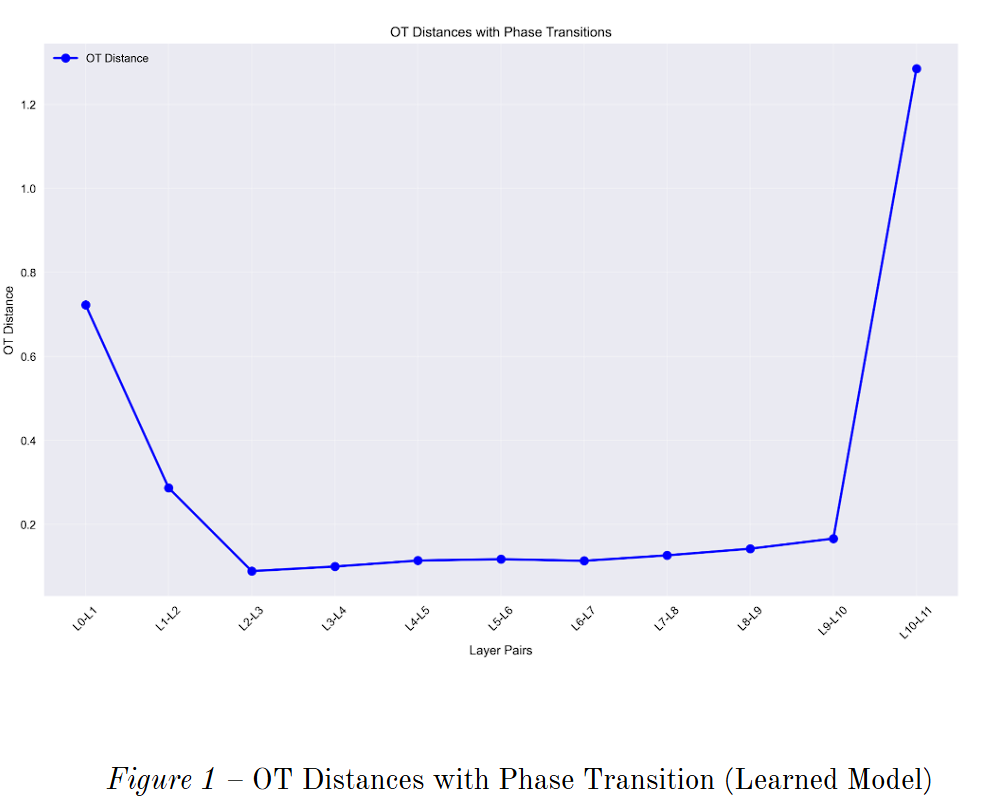 OT Distances with Phase Transitions
OT Distance
1.2
1.0
0.8
0.6
0.4
0.2
OT Distance
L0-L1
L1-L2
L2-L3
L3-L4
L4-L5
L5-L6
L6-L7
L7-L8
L8-L9
L9-L10
L10-L11
Layer Pairs
Figure 1 – OT Distances with Phase Transition (Learned Model)